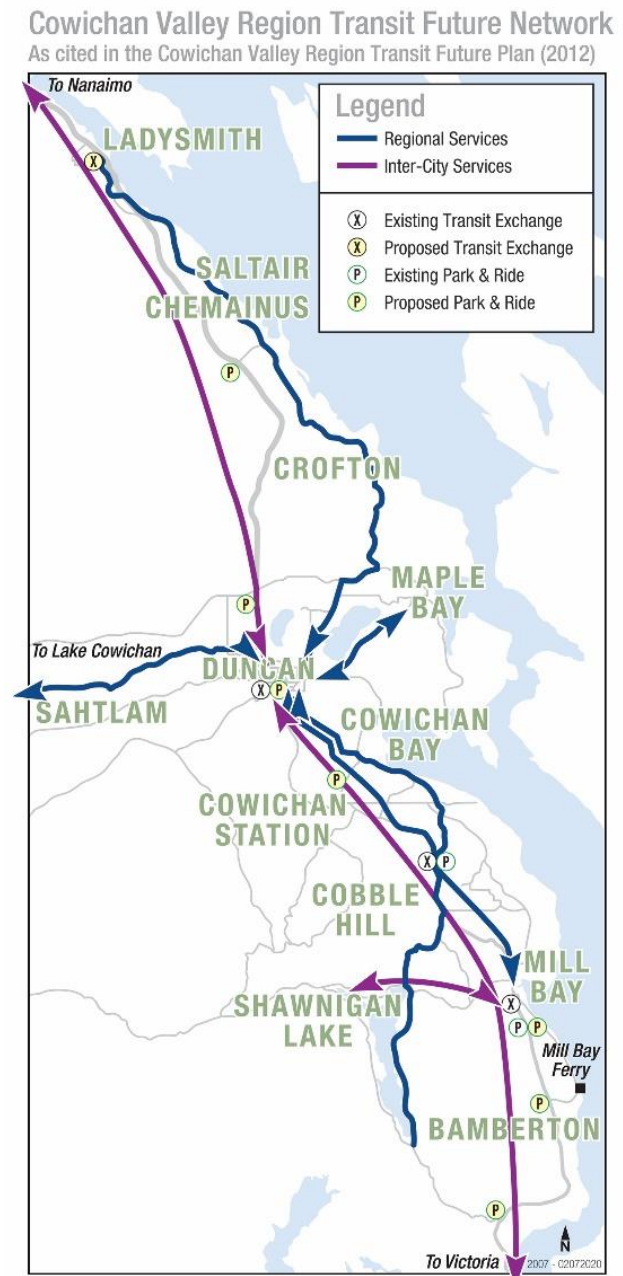 Cowichan Valley Region Transit Future Network
As cited in the Cowichan Valley Region Transit Future Plan (2012)
To Nanaimo
Legend
Regional Services
Inter-City Services
X Existing Transit Exchange
X Proposed Transit Exchange
P Existing Park & Ride
P Proposed Park & Ride
LADYSMITH
X
SALTAIR
CHEMAINUS
P
CROFTON
MAPLE
BAY
P
To Lake Cowichan
DUNCAN
X P
SAHTLAM
COWICHAN
BAY
P
COWICHAN
STATION
X P
COBBLE
HILL
MILL
BAY
SHAWNIGAN
LAKE
X
P P
Mill Bay
Ferry
P
BAMBERTON
P
N
To Victoria
2007 - 02072020